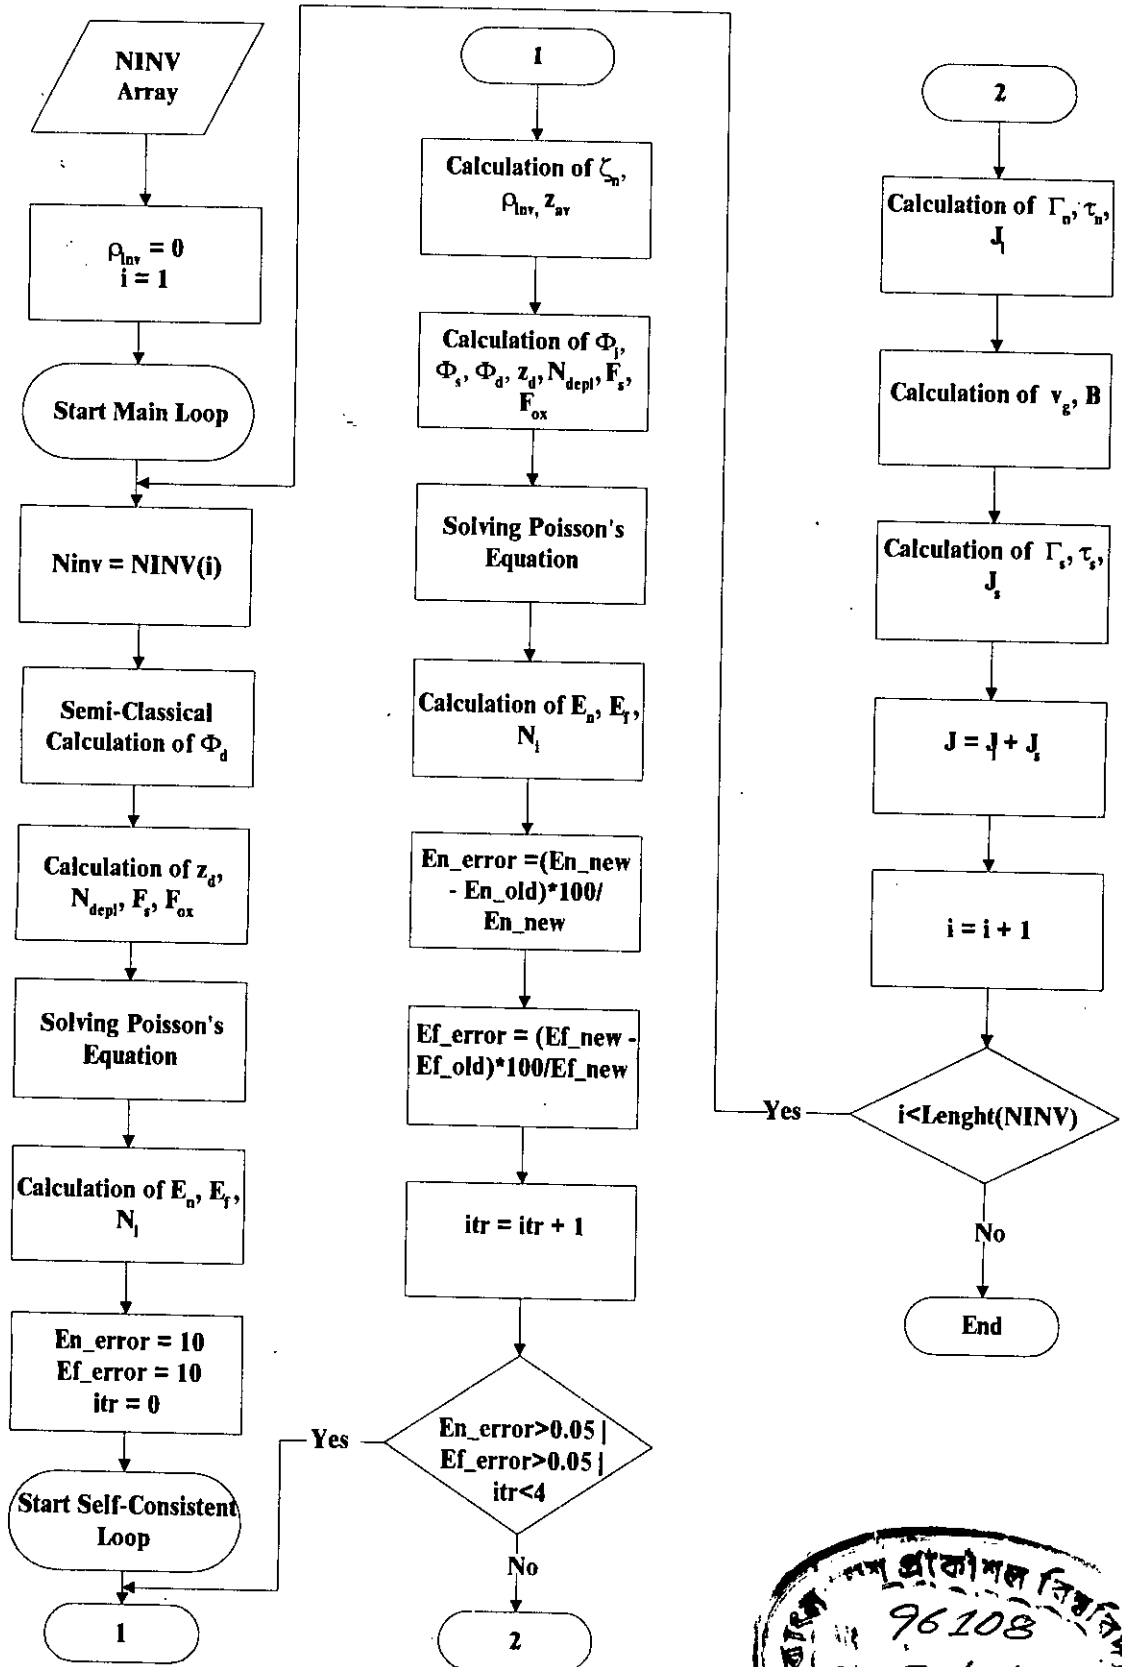 NINV
Array
ρinv = 0
i = 1
Start Main Loop
Ninv = NINV(i)
Semi-Classical
Calculation of Φd
Calculation of zd,
Ndepl, Fs, Fox
Solving Poisson's
Equation
Calculation of En, Ef,
Ni
En_error = 10
Ef_error = 10
itr = 0
Start Self-Consistent
Loop
1
1
Calculation of ζn,
ρinv, zav
Calculation of Φi,
Φs, Φd, zd, Ndepl, Fs,
Fox
Solving Poisson's
Equation
Calculation of En, Ef,
Ni
En_error =(En_new
- En_old)*100/
En_new
Ef_error = (Ef_new -
Ef_old)*100/Ef_new
itr = itr + 1
En_error>0.05 |
Ef_error>0.05 |
itr<4
Yes
No
2
2
Calculation of Γn, τn,
Jl
Calculation of vg, B
Calculation of Γs, τs,
Js
J = Jl + Js
i = i + 1
i<Lenght(NINV)
Yes
No
End
প্রকৌশল
96108